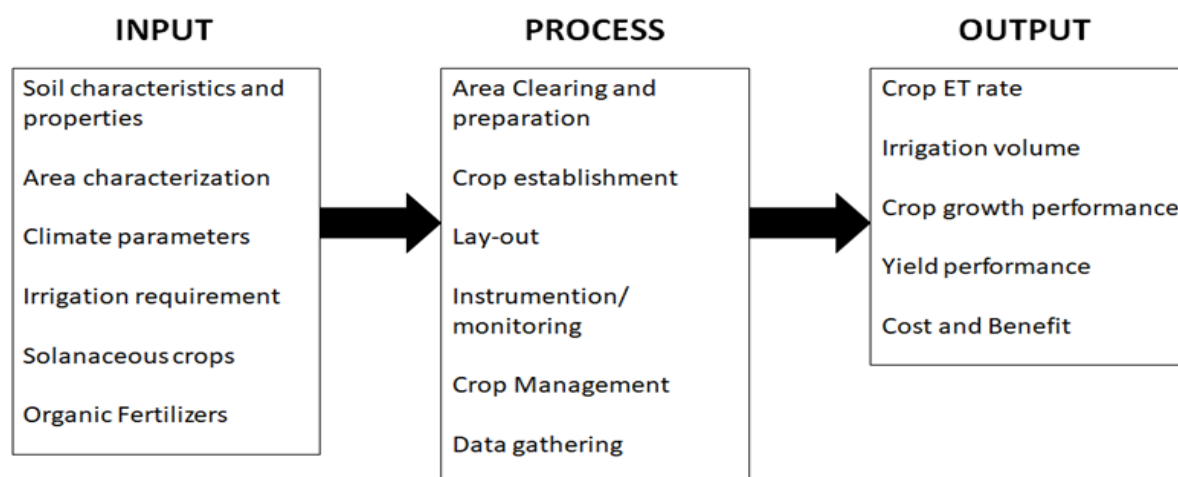 INPUT
Soil characteristics and
properties
Area characterization
Climate parameters
Irrigation requirement
Solanaceous crops
Organic Fertilizers
PROCESS
Area Clearing and
preparation
Crop establishment
Lay-out
Instrumention/
monitoring
Crop Management
Data gathering
OUTPUT
Crop ET rate
Irrigation volume
Crop growth performance
Yield performance
Cost and Benefit